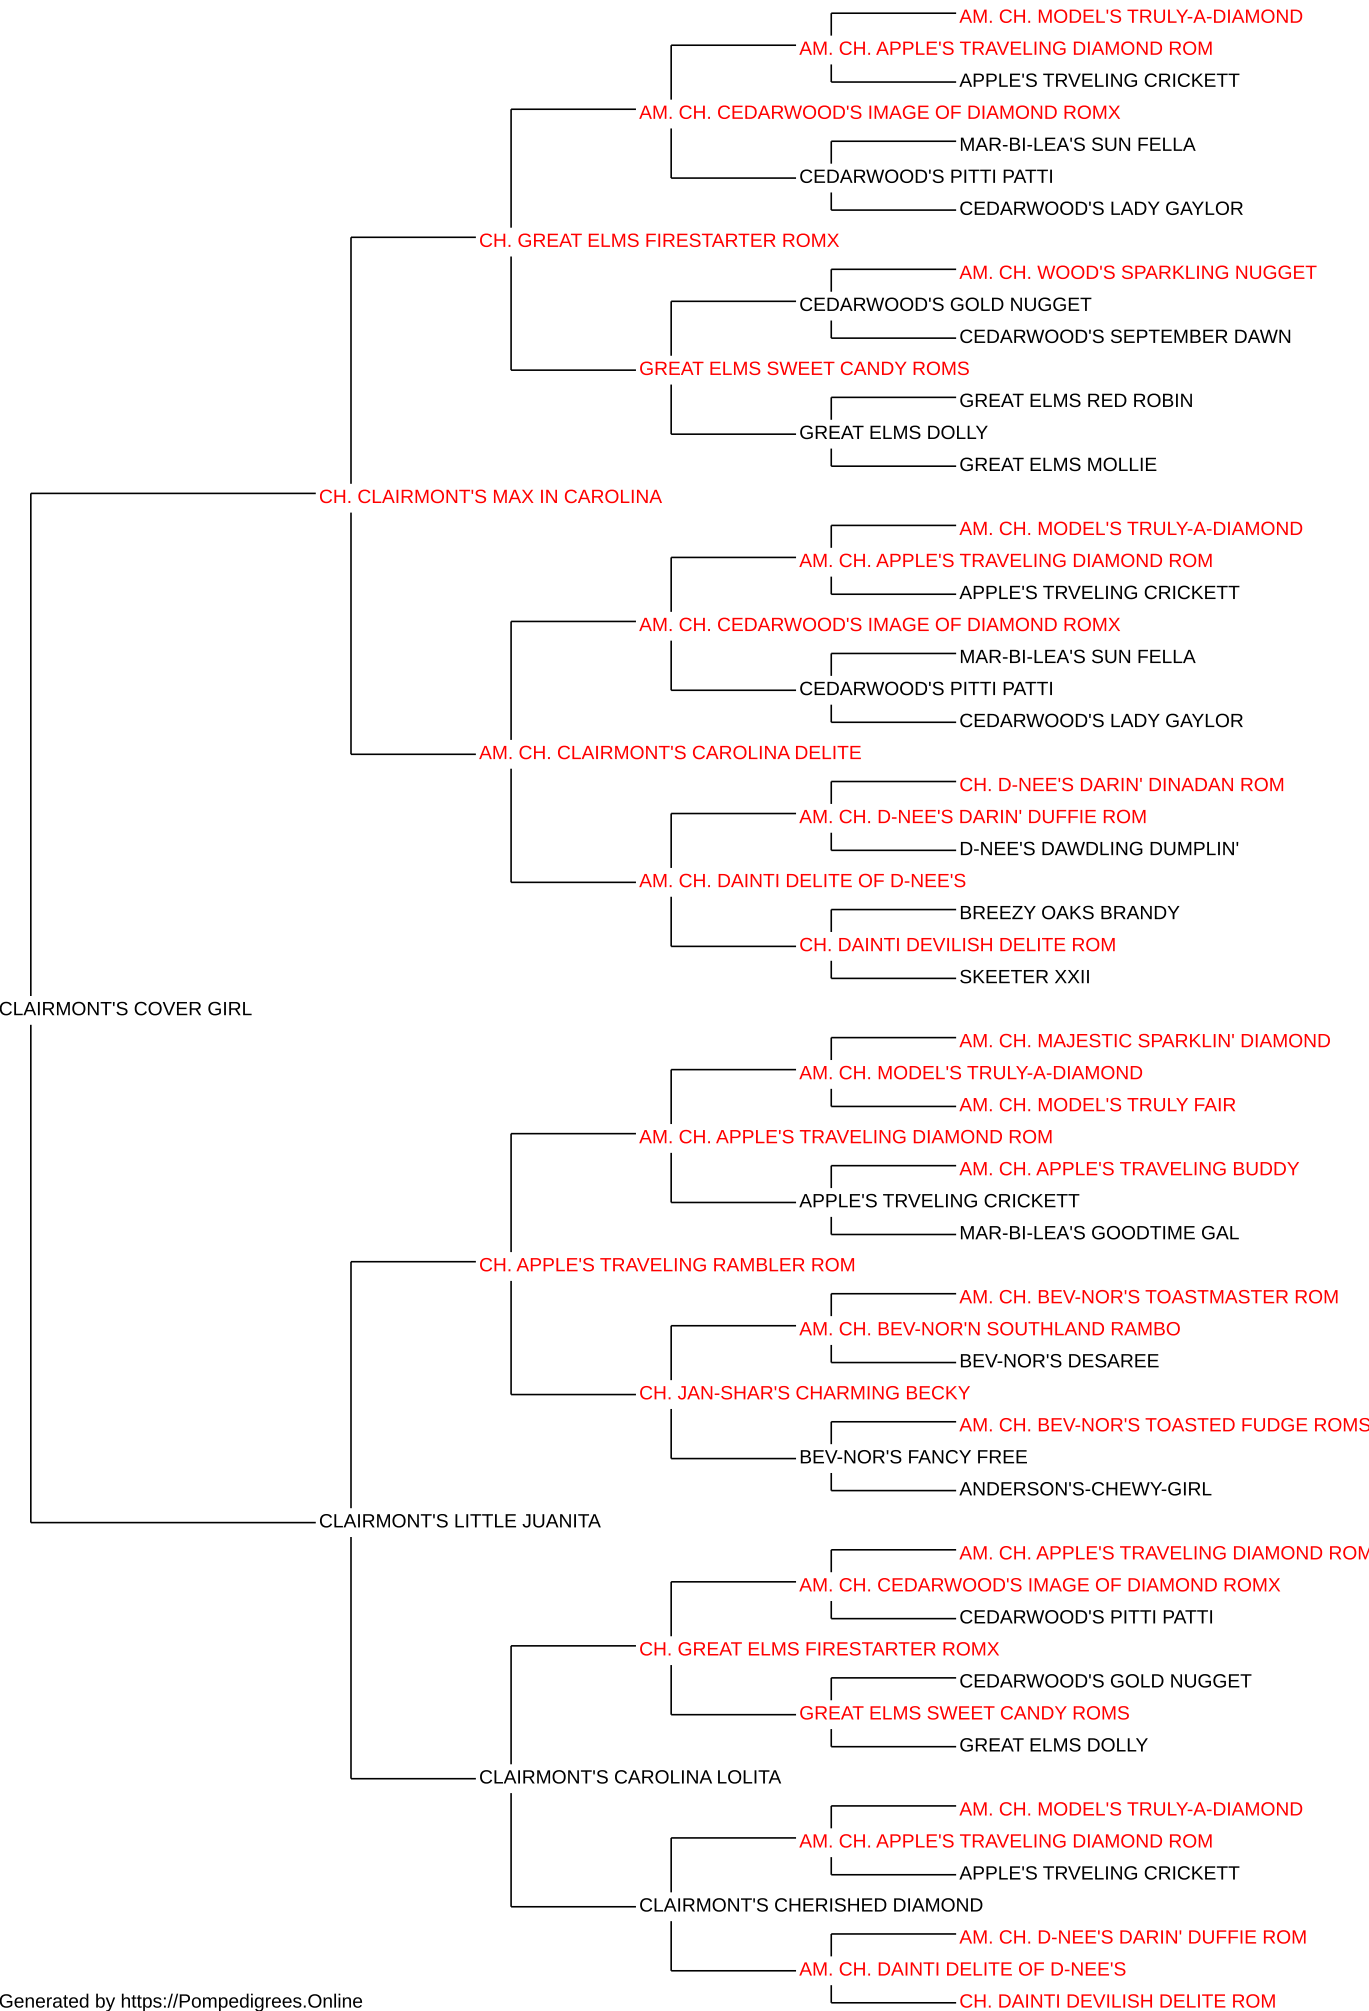 AM. CH. MODEL'S TRULY-A-DIAMOND
AM. CH. APPLE'S TRAVELING DIAMOND ROM
APPLE'S TRVELING CRICKETT
AM. CH. CEDARWOOD'S IMAGE OF DIAMOND ROMX
MAR-BI-LEA'S SUN FELLA
CEDARWOOD'S PITTI PATTI
CEDARWOOD'S LADY GAYLOR
CH. GREAT ELMS FIRESTARTER ROMX
AM. CH. WOOD'S SPARKLING NUGGET
CEDARWOOD'S GOLD NUGGET
CEDARWOOD'S SEPTEMBER DAWN
GREAT ELMS SWEET CANDY ROMS
GREAT ELMS RED ROBIN
GREAT ELMS DOLLY
GREAT ELMS MOLLIE
CH. CLAIRMONT'S MAX IN CAROLINA
AM. CH. MODEL'S TRULY-A-DIAMOND
AM. CH. APPLE'S TRAVELING DIAMOND ROM
APPLE'S TRVELING CRICKETT
AM. CH. CEDARWOOD'S IMAGE OF DIAMOND ROMX
MAR-BI-LEA'S SUN FELLA
CEDARWOOD'S PITTI PATTI
CEDARWOOD'S LADY GAYLOR
AM. CH. CLAIRMONT'S CAROLINA DELITE
CH. D-NEE'S DARIN' DINADAN ROM
AM. CH. D-NEE'S DARIN' DUFFIE ROM
D-NEE'S DAWDLING DUMPLIN'
AM. CH. DAINTI DELITE OF D-NEE'S
BREEZY OAKS BRANDY
CH. DAINTI DEVILISH DELITE ROM
SKEETER XXII
CLAIRMONT'S COVER GIRL
AM. CH. MAJESTIC SPARKLIN' DIAMOND
AM. CH. MODEL'S TRULY-A-DIAMOND
AM. CH. MODEL'S TRULY FAIR
AM. CH. APPLE'S TRAVELING DIAMOND ROM
AM. CH. APPLE'S TRAVELING BUDDY
APPLE'S TRVELING CRICKETT
MAR-BI-LEA'S GOODTIME GAL
CH. APPLE'S TRAVELING RAMBLER ROM
AM. CH. BEV-NOR'S TOASTMASTER ROM
AM. CH. BEV-NOR'N SOUTHLAND RAMBO
BEV-NOR'S DESAREE
CH. JAN-SHAR'S CHARMING BECKY
AM. CH. BEV-NOR'S TOASTED FUDGE ROMS
BEV-NOR'S FANCY FREE
ANDERSON'S-CHEWY-GIRL
CLAIRMONT'S LITTLE JUANITA
AM. CH. APPLE'S TRAVELING DIAMOND ROM
AM. CH. CEDARWOOD'S IMAGE OF DIAMOND ROMX
CEDARWOOD'S PITTI PATTI
CH. GREAT ELMS FIRESTARTER ROMX
CEDARWOOD'S GOLD NUGGET
GREAT ELMS SWEET CANDY ROMS
GREAT ELMS DOLLY
CLAIRMONT'S CAROLINA LOLITA
AM. CH. MODEL'S TRULY-A-DIAMOND
AM. CH. APPLE'S TRAVELING DIAMOND ROM
APPLE'S TRVELING CRICKETT
CLAIRMONT'S CHERISHED DIAMOND
AM. CH. D-NEE'S DARIN' DUFFIE ROM
AM. CH. DAINTI DELITE OF D-NEE'S
CH. DAINTI DEVILISH DELITE ROM
Generated by https://Pompedigrees.Online